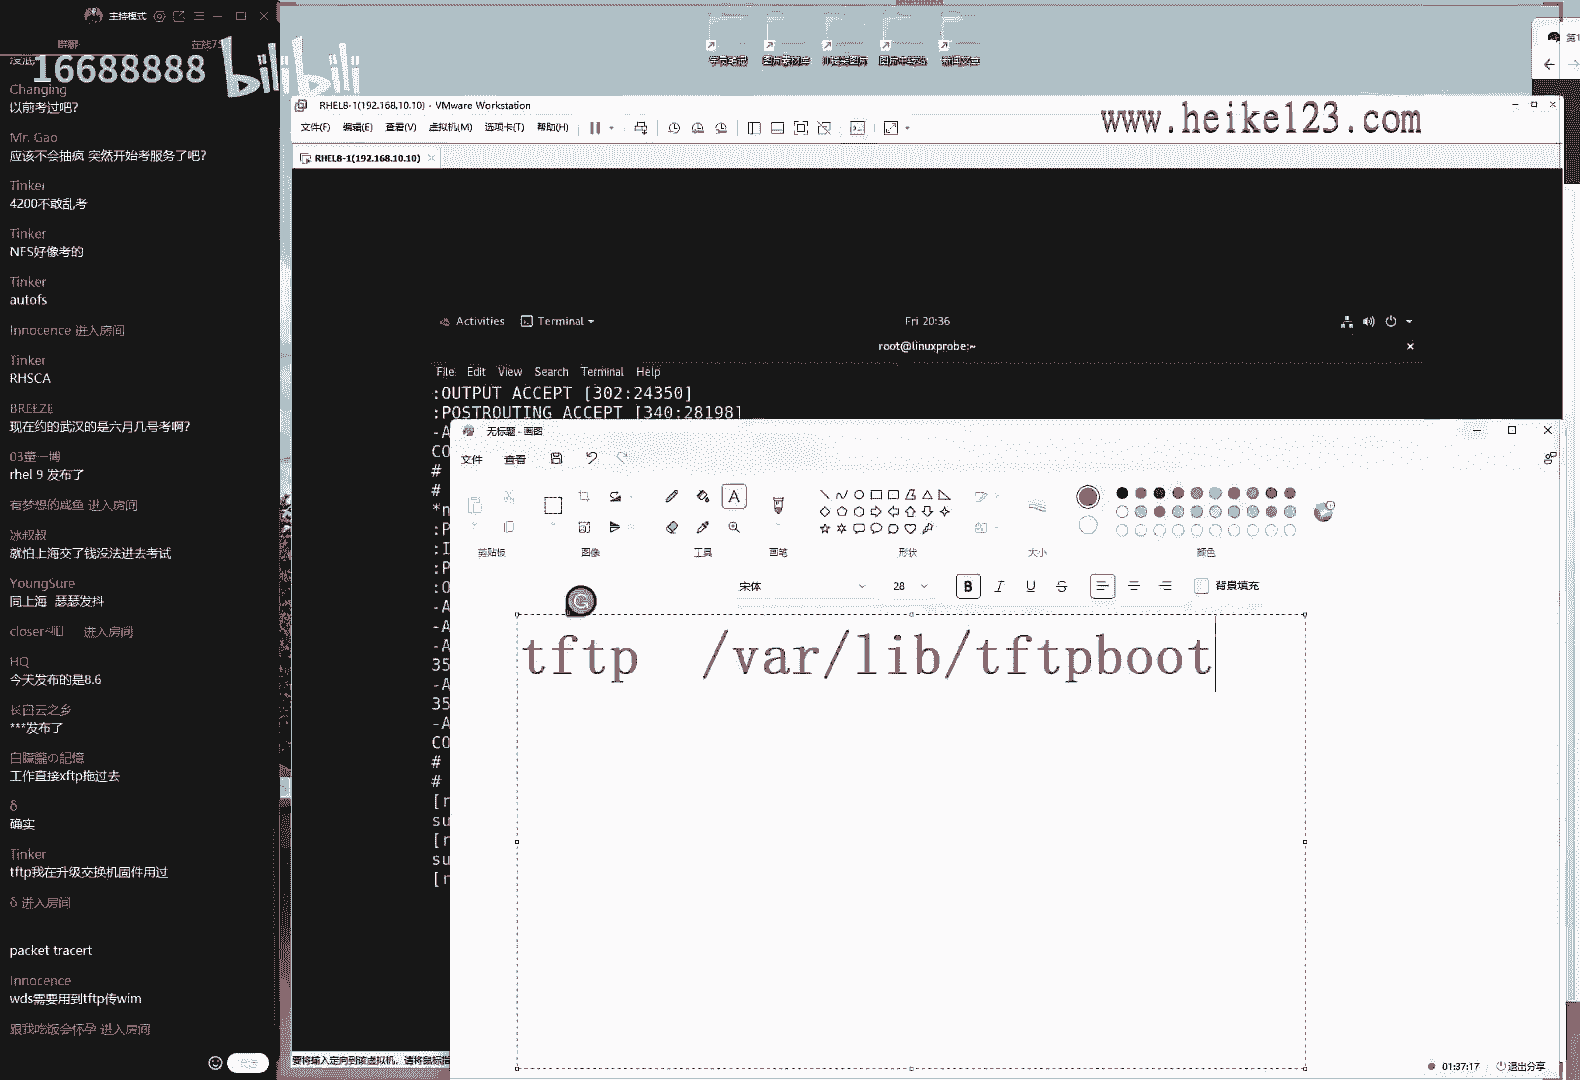 主持模式
16688888 bilibili
Changing
以前考过吧?
Mr. Gao
应该不会抽疯 突然开始考服务了吧?
Tinker
4200不敢乱考
Tinker
NFS好像考的
Tinker
autofs
Innocence 进入房间
Tinker
RHSCA
BREEZE
现在约的武汉的是六月几号考啊?
03董一博
rhel 9 发布了
有梦想的咸鱼 进入房间
冰叔叔
就怕上海交了钱没法进去考试
YoungSure
同上海 瑟瑟发抖
进入房间
HQ
今天发布的是8.6
长白云之乡
***发布了
白朦朧の記憶
工作直接xftp拖过去
δ
确实
Tinker
tftp我在升级交换机固件用过
δ 进入房间
packet tracert
Innocence
wds需要用到tftp传wim
跟我吃饭会怀孕 进入房间
RHEL8-1(192.168.10.10) - VMware Workstation
www.heike123.com
文件(F) 编辑(E) 查看(V) 虚拟机(M) 选项卡(T) 帮助(H)
RHEL8-1(192.168.10.10)
Activities Terminal Fri 20:36
root@linuxprobe:~
File Edit View Search Terminal Help
:OUTPUT ACCEPT [302:24350]
:POSTROUTING ACCEPT [340:28198]
-A
CO
#
#
*n
:P
:I
:P
:O
-A
-A
-A
35
-A
35
-A
CO
#
#
[r
su
[r
su
[r
无标题 - 画图
文件 查看
剪贴板 图像 工具 画笔 形状 大小 颜色
宋体 28 B I U S 背景填充
tftp /var/lib/tftpboot
要将输入定向到该虚拟机，请将鼠标指
01:37:17 退出分享